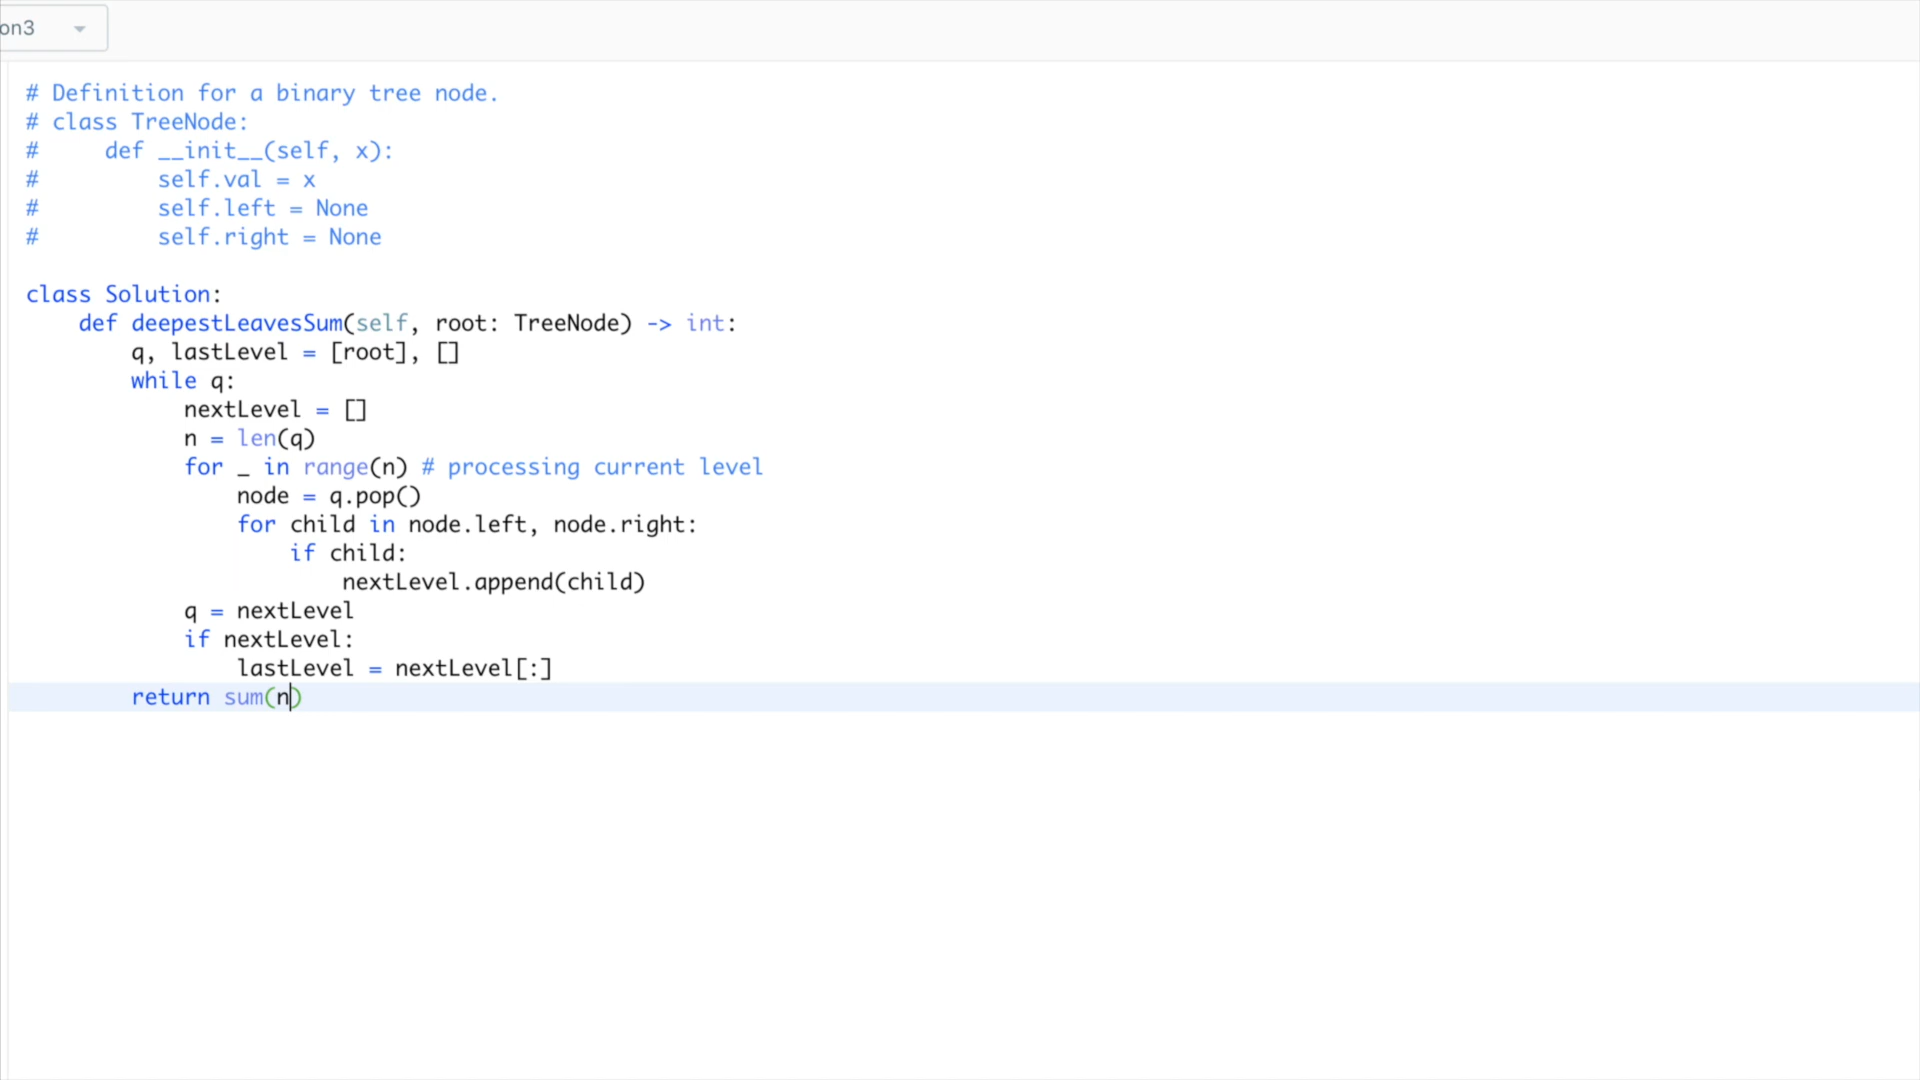 on3
# Definition for a binary tree node.
# class TreeNode:
#     def __init__(self, x):
#         self.val = x
#         self.left = None
#         self.right = None
class Solution:
    def deepestLeavesSum(self, root: TreeNode) -> int:
        q, lastLevel = [root], []
        while q:
            nextLevel = []
            n = len(q)
            for _ in range(n) # processing current level
                node = q.pop()
                for child in node.left, node.right:
                    if child:
                        nextLevel.append(child)
            q = nextLevel
            if nextLevel:
                lastLevel = nextLevel[:]
        return sum(n)